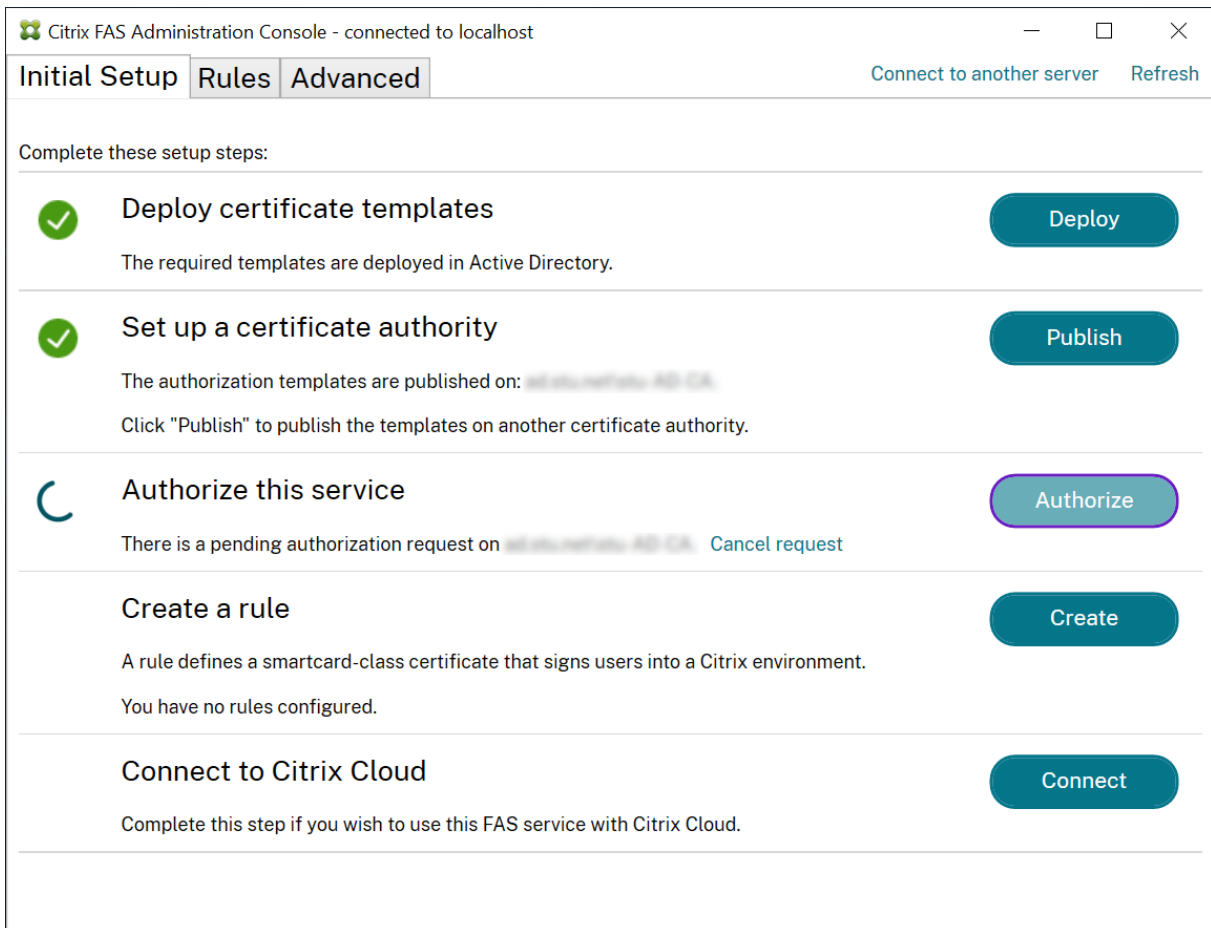 Citrix FAS Administration Console - connected to localhost
Initial Setup Rules Advanced Connect to another server Refresh
Complete these setup steps:
Deploy certificate templates
Deploy
The required templates are deployed in Active Directory.
Set up a certificate authority
Publish
The authorization templates are published on:
Click "Publish" to publish the templates on another certificate authority.
Authorize this service
Authorize
There is a pending authorization request on Cancel request
Create a rule
Create
A rule defines a smartcard-class certificate that signs users into a Citrix environment.
You have no rules configured.
Connect to Citrix Cloud
Connect
Complete this step if you wish to use this FAS service with Citrix Cloud.